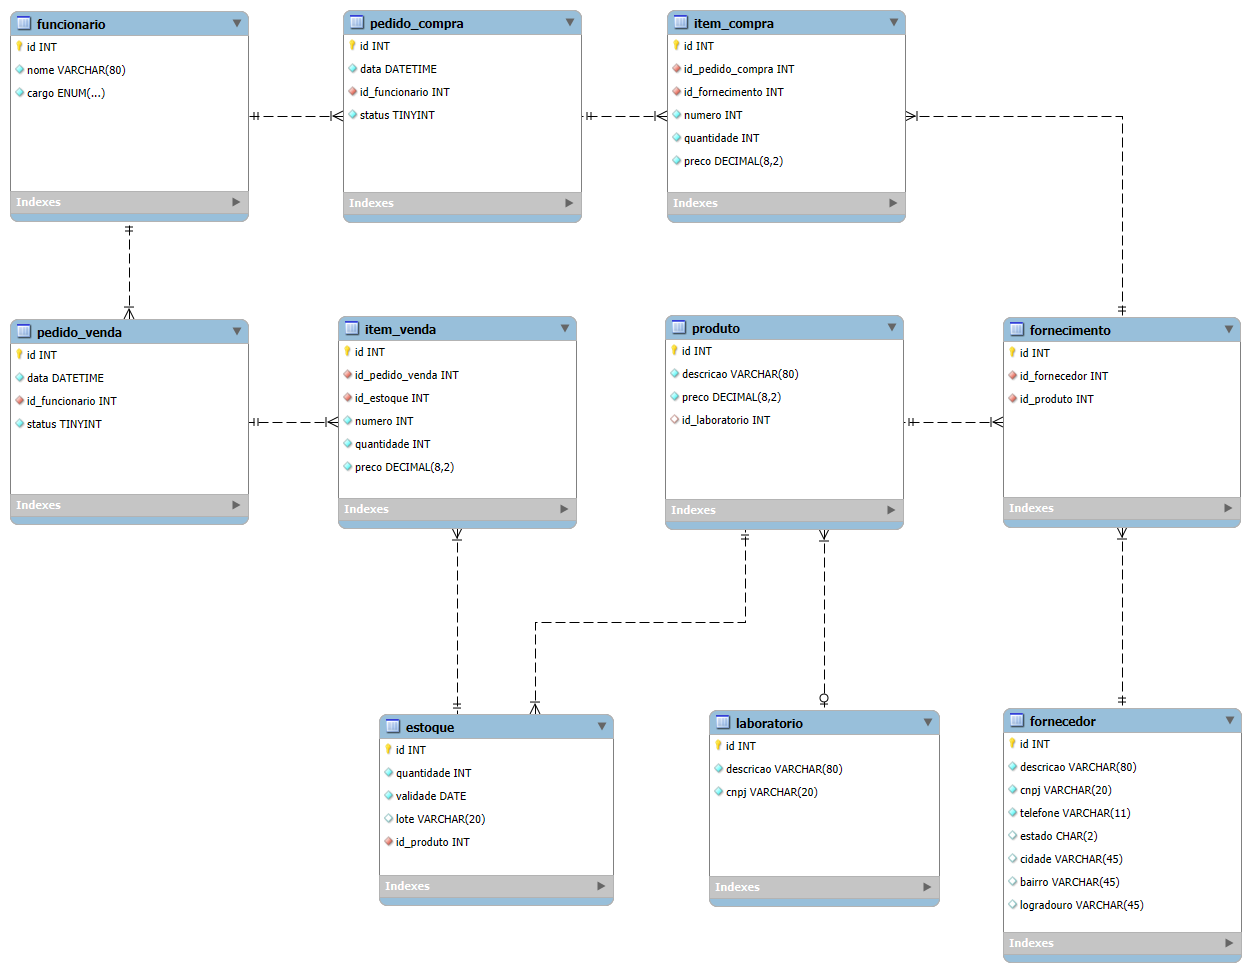 funcionario
id INT
nome VARCHAR(80)
cargo ENUM(...)
Indexes
pedido_compra
id INT
data DATETIME
id_funcionario INT
status TINYINT
Indexes
item_compra
id INT
id_pedido_compra INT
id_fornecimento INT
numero INT
quantidade INT
preco DECIMAL(8,2)
Indexes
pedido_venda
id INT
data DATETIME
id_funcionario INT
status TINYINT
Indexes
item_venda
id INT
id_pedido_venda INT
id_estoque INT
numero INT
quantidade INT
preco DECIMAL(8,2)
Indexes
produto
id INT
descricao VARCHAR(80)
preco DECIMAL(8,2)
id_laboratorio INT
Indexes
fornecimento
id INT
id_fornecedor INT
id_produto INT
Indexes
estoque
id INT
quantidade INT
validade DATE
lote VARCHAR(20)
id_produto INT
Indexes
laboratorio
id INT
descricao VARCHAR(80)
cnpj VARCHAR(20)
Indexes
fornecedor
id INT
descricao VARCHAR(80)
cnpj VARCHAR(20)
telefone VARCHAR(11)
estado CHAR(2)
cidade VARCHAR(45)
bairro VARCHAR(45)
logradouro VARCHAR(45)
Indexes